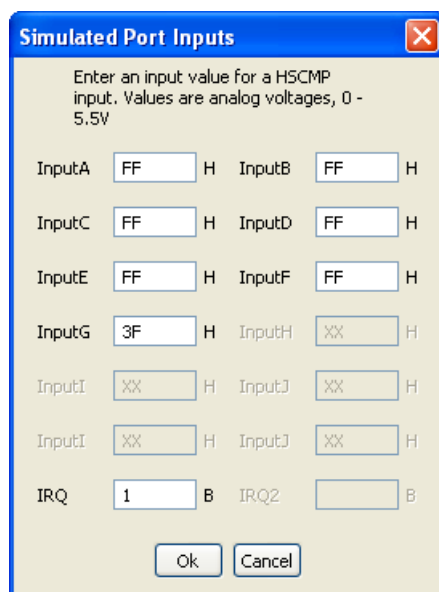 Simulated Port Inputs
Enter an input value for a HSCMP
input. Values are analog voltages, 0 -
5.5V
InputA FF H InputB FF H
InputC FF H InputD FF H
InputE FF H InputF FF H
InputG 3F H InputH XX H
InputI XX H InputJ XX H
InputI XX H InputJ XX H
IRQ 1 B IRQ2 B
Ok Cancel